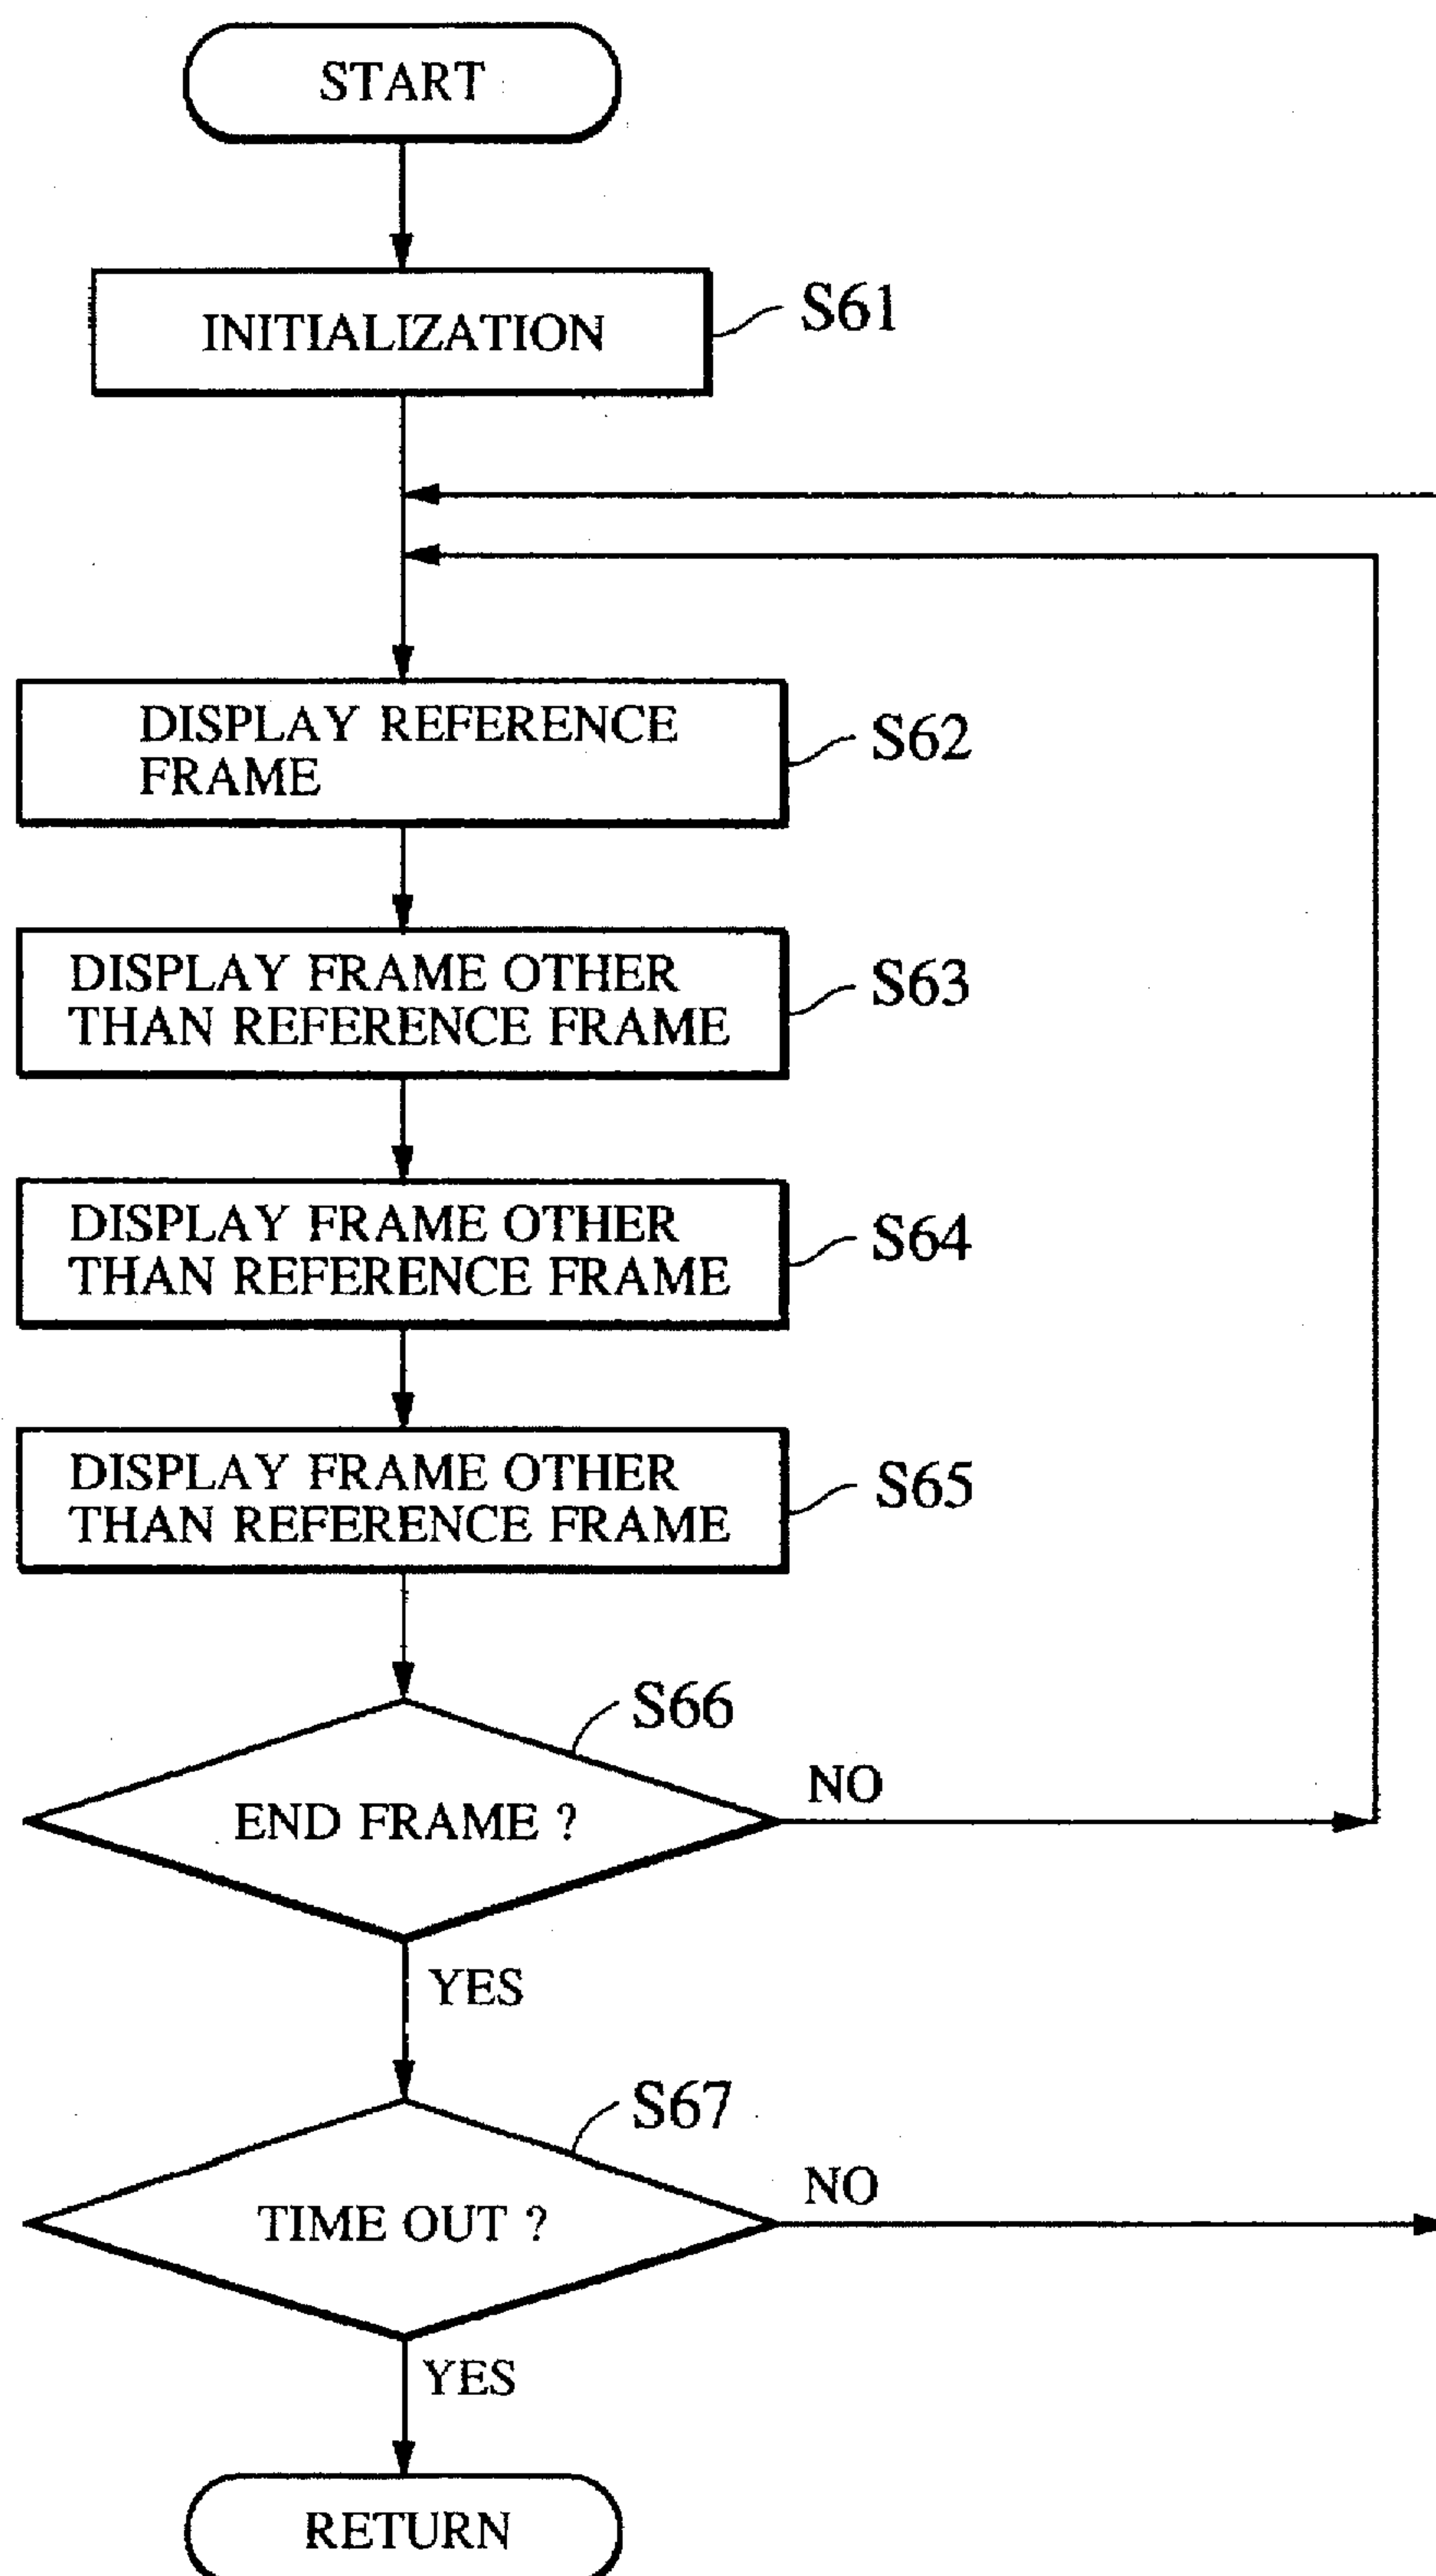 START
INITIALIZATION
S61
DISPLAY REFERENCE
FRAME
S62
DISPLAY FRAME OTHER
THAN REFERENCE FRAME
S63
DISPLAY FRAME OTHER
THAN REFERENCE FRAME
S64
DISPLAY FRAME OTHER
THAN REFERENCE FRAME
S65
S66
END FRAME ?
NO
YES
S67
TIME OUT ?
NO
YES
RETURN